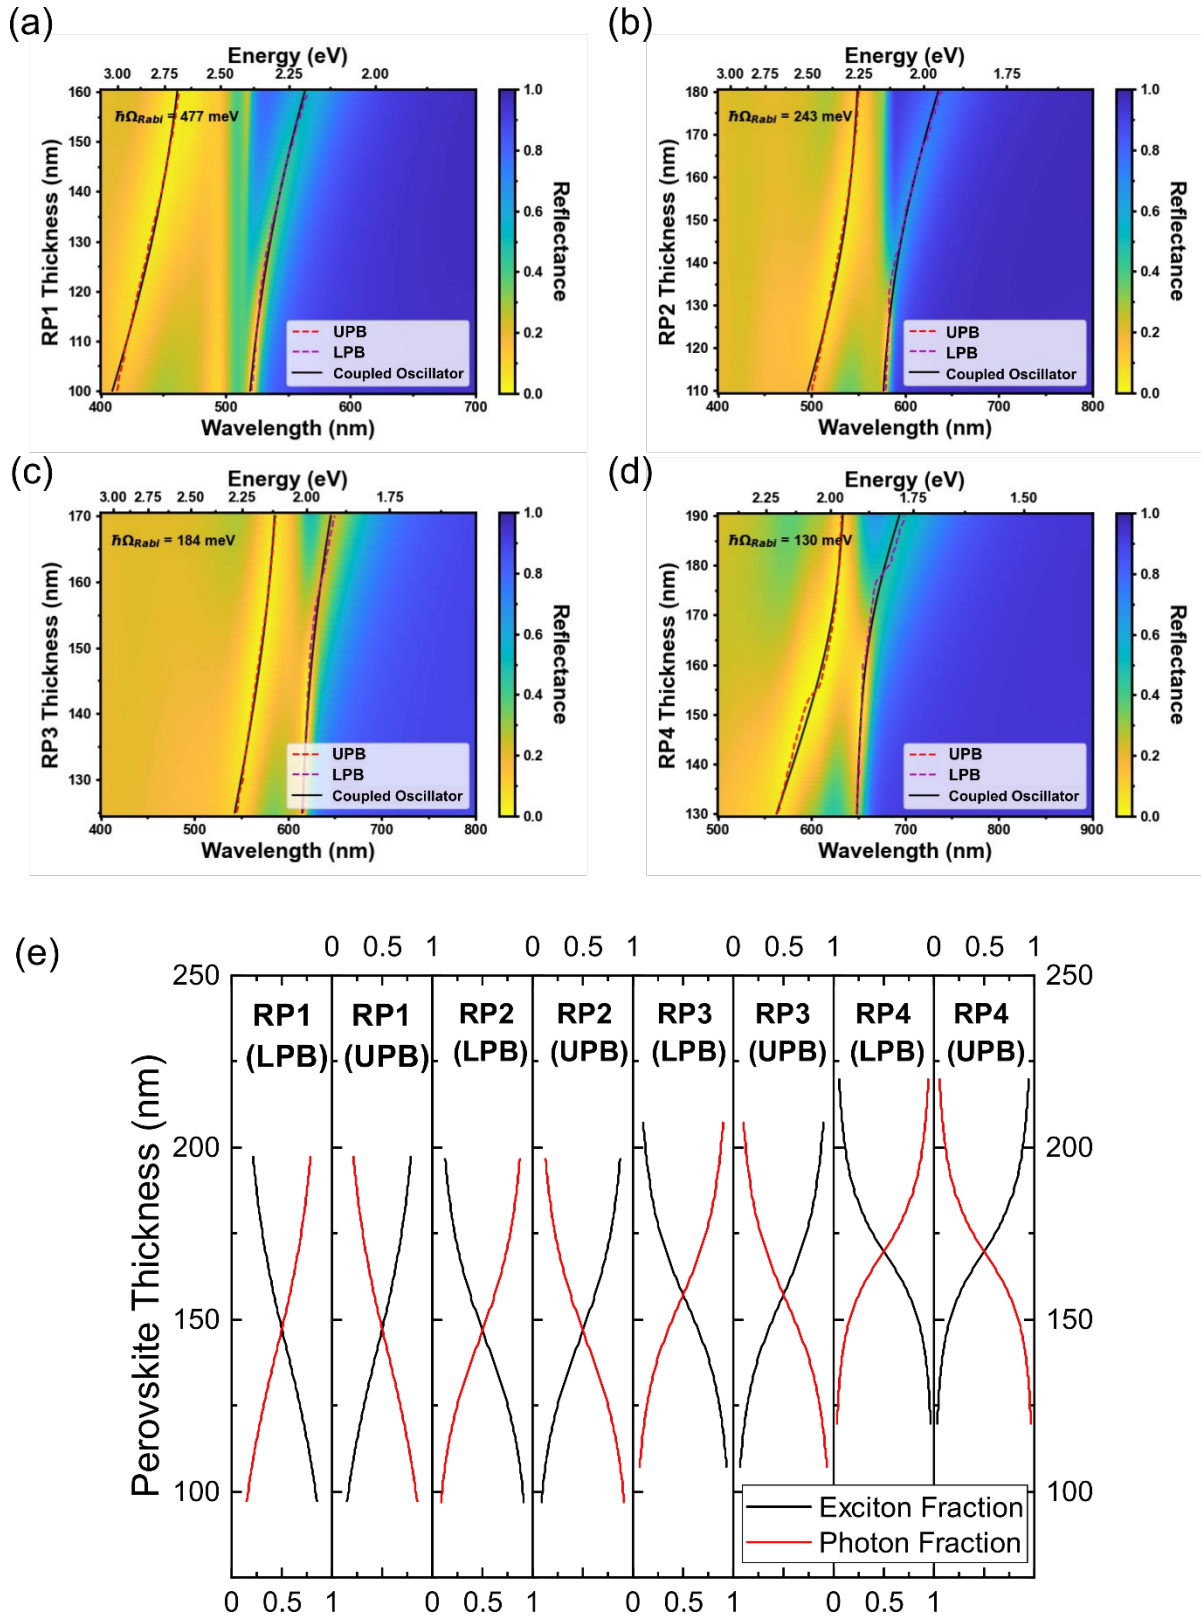 (a)
Energy (eV)
3.00 2.75 2.50 2.25 2.00
160
150
140
130
120
110
100
RP1 Thickness (nm)
ℏΩRabi = 477 meV
UPB
LPB
Coupled Oscillator
400 500 600 700
Wavelength (nm)
1.0
0.8
0.6
0.4
0.2
0.0
Reflectance
(b)
Energy (eV)
3.00 2.75 2.50 2.25 2.00 1.75
180
170
160
150
140
130
120
110
RP2 Thickness (nm)
ℏΩRabi = 243 meV
UPB
LPB
Coupled Oscillator
400 500 600 700 800
Wavelength (nm)
1.0
0.8
0.6
0.4
0.2
0.0
Reflectance
(c)
Energy (eV)
3.00 2.75 2.50 2.25 2.00 1.75
170
160
150
140
130
RP3 Thickness (nm)
ℏΩRabi = 184 meV
UPB
LPB
Coupled Oscillator
400 500 600 700 800
Wavelength (nm)
1.0
0.8
0.6
0.4
0.2
0.0
Reflectance
(d)
Energy (eV)
2.25 2.00 1.75 1.50
190
180
170
160
150
140
130
RP4 Thickness (nm)
ℏΩRabi = 130 meV
UPB
LPB
Coupled Oscillator
500 600 700 800 900
Wavelength (nm)
1.0
0.8
0.6
0.4
0.2
0.0
Reflectance
(e)
0 0.5 1 0 0.5 1 0 0.5 1 0 0.5 1
250
200
150
100
Perovskite Thickness (nm)
RP1 RP1 RP2 RP2 RP3 RP3 RP4 RP4
(LPB) (UPB) (LPB) (UPB) (LPB) (UPB) (LPB) (UPB)
250
200
150
100
Exciton Fraction
Photon Fraction
0 0.5 1 0 0.5 1 0 0.5 1 0 0.5 1